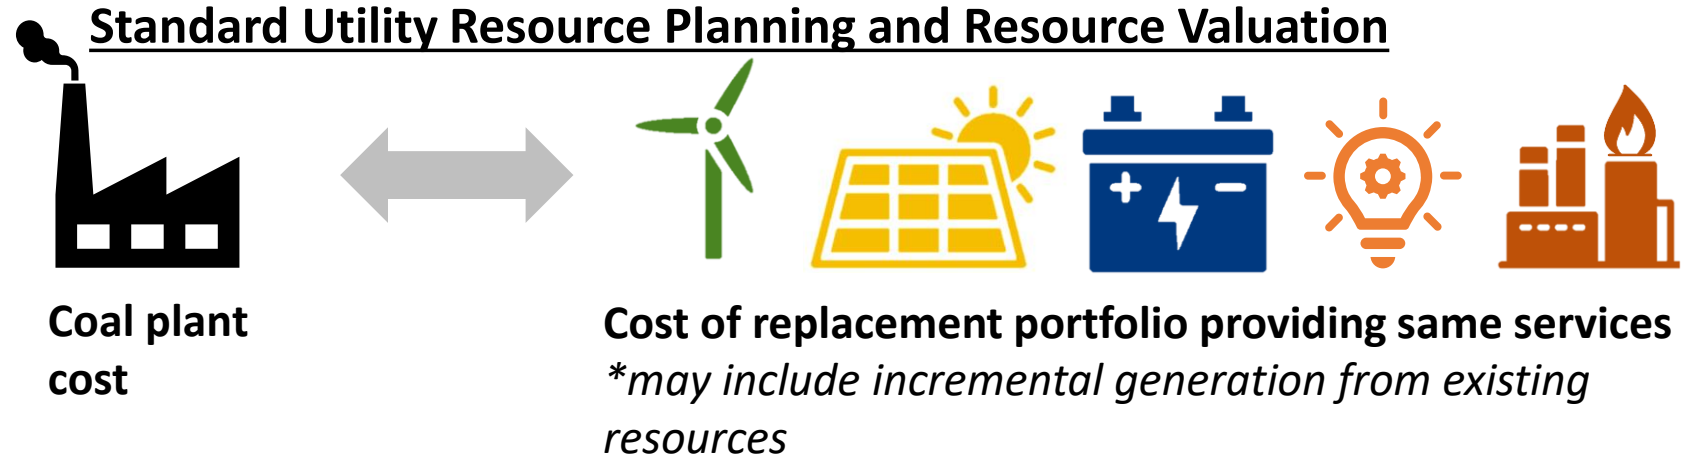 Standard Utility Resource Planning and Resource Valuation
+
−
Coal plant
cost
Cost of replacement portfolio providing same services
*may include incremental generation from existing
resources